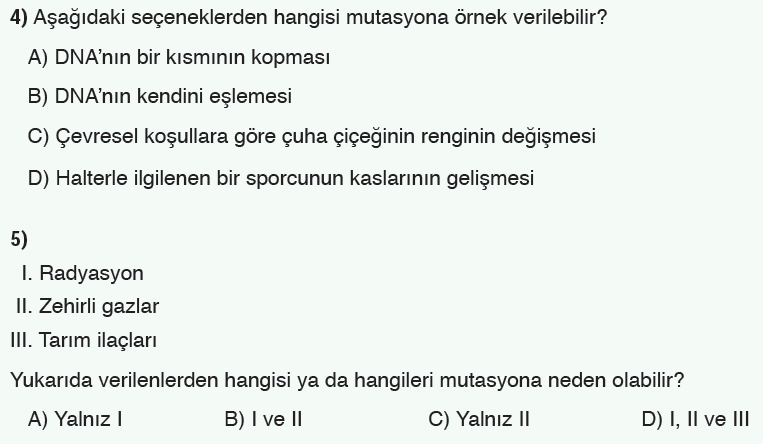 4) Aşağıdaki seçeneklerden hangisi mutasyona örnek verilebilir?
A) DNA’nın bir kısmının kopması
B) DNA’nın kendini eşlemesi
C) Çevresel koşullara göre çuha çiçeğinin renginin değişmesi
D) Halterle ilgilenen bir sporcunun kaslarının gelişmesi
5)
I. Radyasyon
II. Zehirli gazlar
III. Tarım ilaçları
Yukarıda verilenlerden hangisi ya da hangileri mutasyona neden olabilir?
A) Yalnız I B) I ve II C) Yalnız II D) I, II ve III